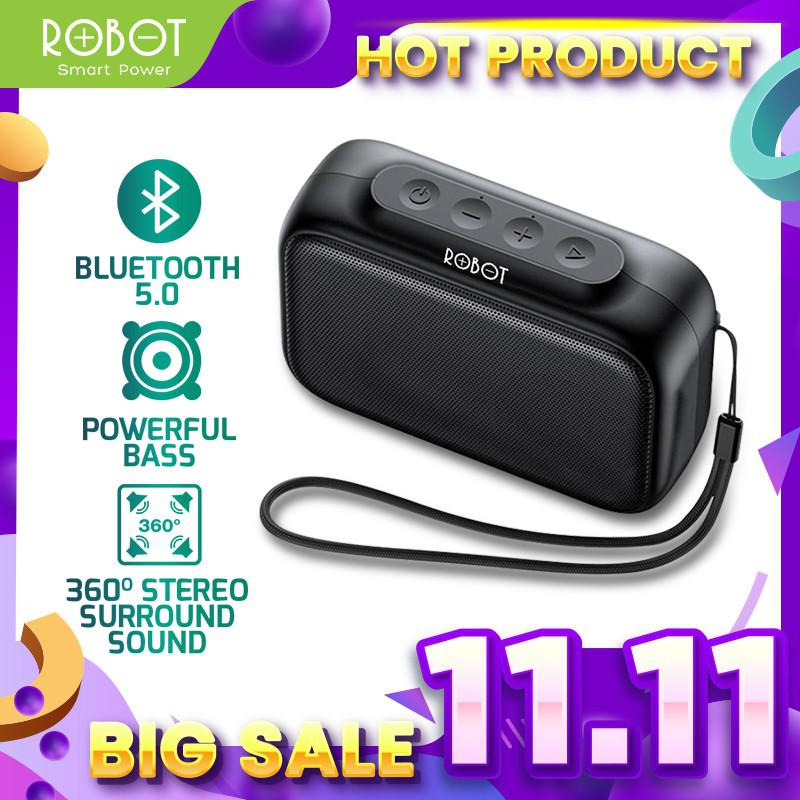 ROBOT
Smart Power
HOT PRODUCT
BLUETOOTH
5.0
POWERFUL
BASS
360°
360° STEREO
SURROUND
SOUND
ROBOT
BIG SALE
11.11